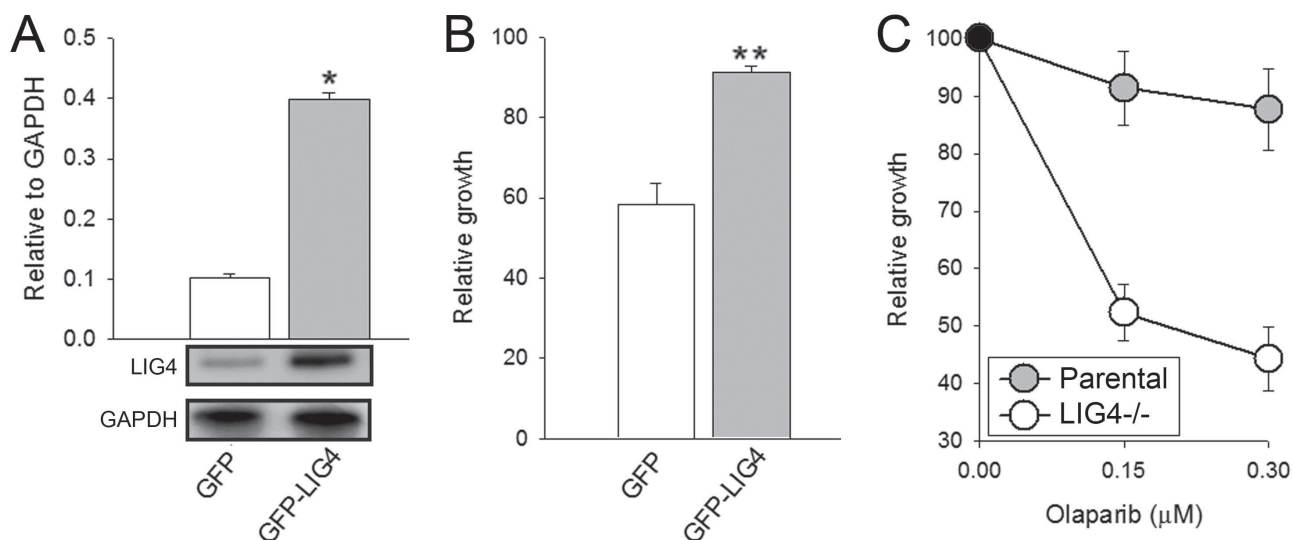 A
Relative to GAPDH
0.5
0.4
0.3
0.2
0.1
0.0
*
LIG4
GAPDH
GFP
GFP-LIG4
B
Relative growth
100
80
60
40
20
0
**
GFP
GFP-LIG4
C
Relative growth
100
90
80
70
60
50
40
30
Parental
LIG4-/-
0.00 0.15 0.30
Olaparib (μM)